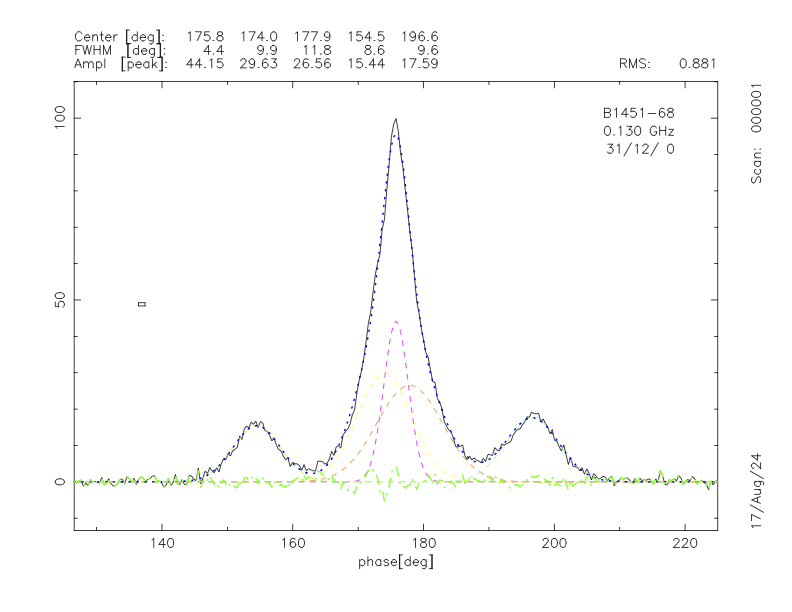 Center [deg]: 175.8 174.0 177.9 154.5 196.6
FWHM [deg]: 4.4 9.9 11.8 8.6 9.6
Ampl [peak]: 44.15 29.63 26.56 15.44 17.59 RMS: 0.881
B1451-68
0.130 GHz
31/12/ 0
Scan: 000001
100
50
0
140 160 180 200 220
phase[deg]
17/Aug/24